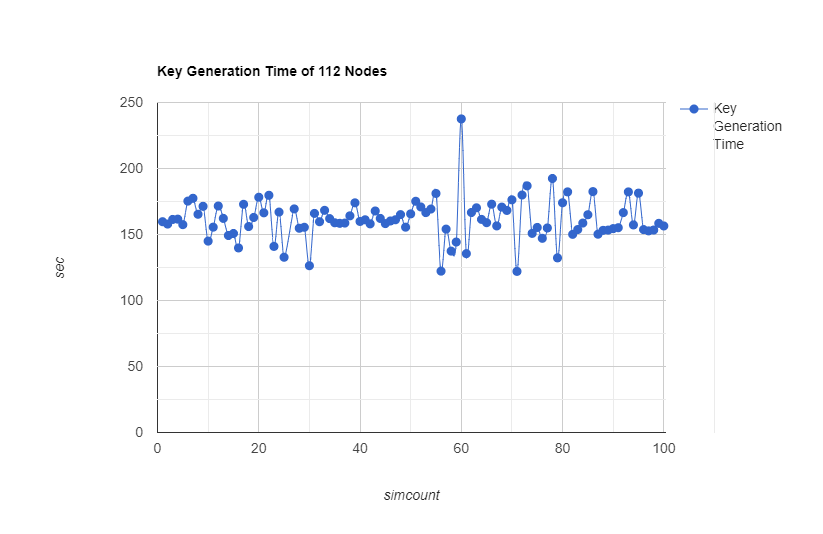 Key Generation Time of 112 Nodes
250
200
150
100
50
0
0 20 40 60 80 100
sec
simcount
Key
Generation
Time